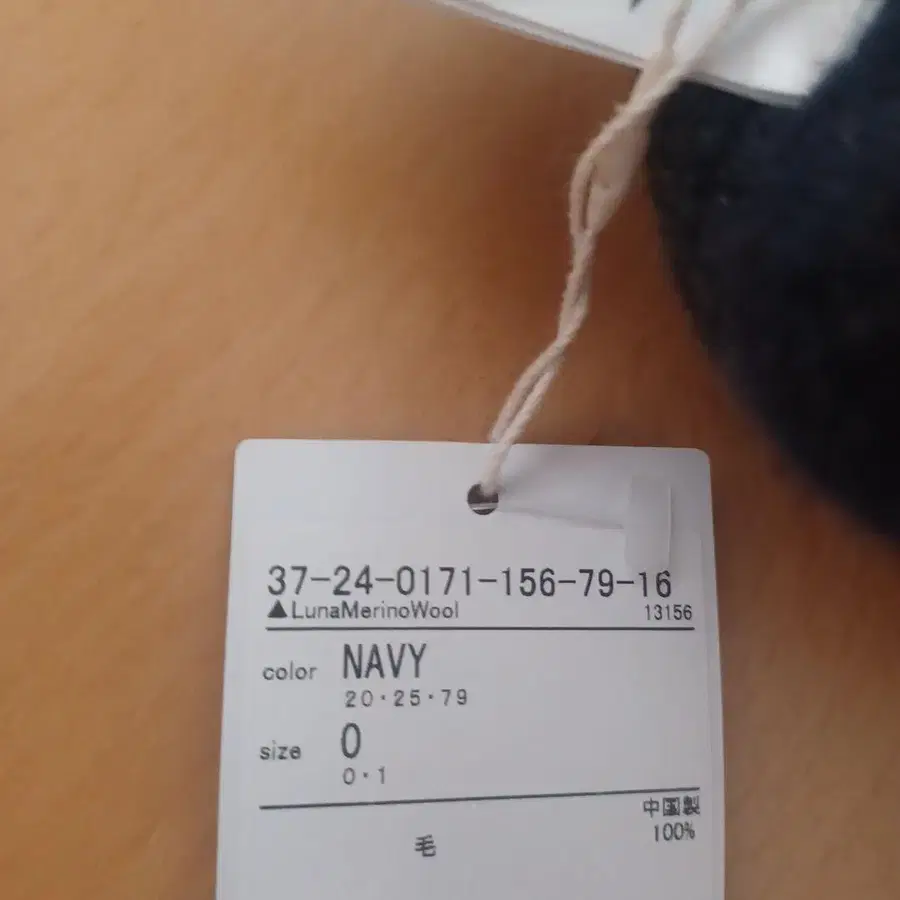 37-24-0171-156-79-16
▲LunaMerinoWool 13156
color NAVY
20・25・79
size 0
0・1
中国製
毛 100%